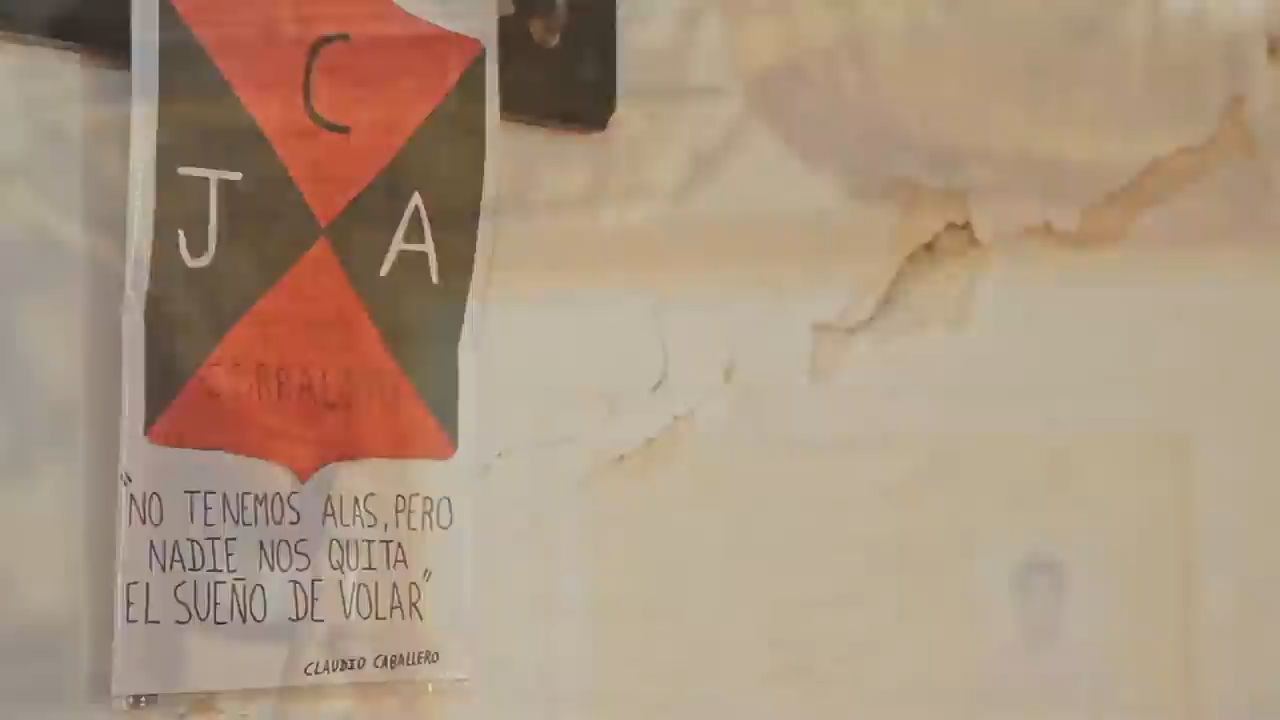 C
J A
"NO TENEMOS ALAS, PERO
NADIE NOS QUITA
EL SUEÑO DE VOLAR"
CLAUDIO CABALLERO